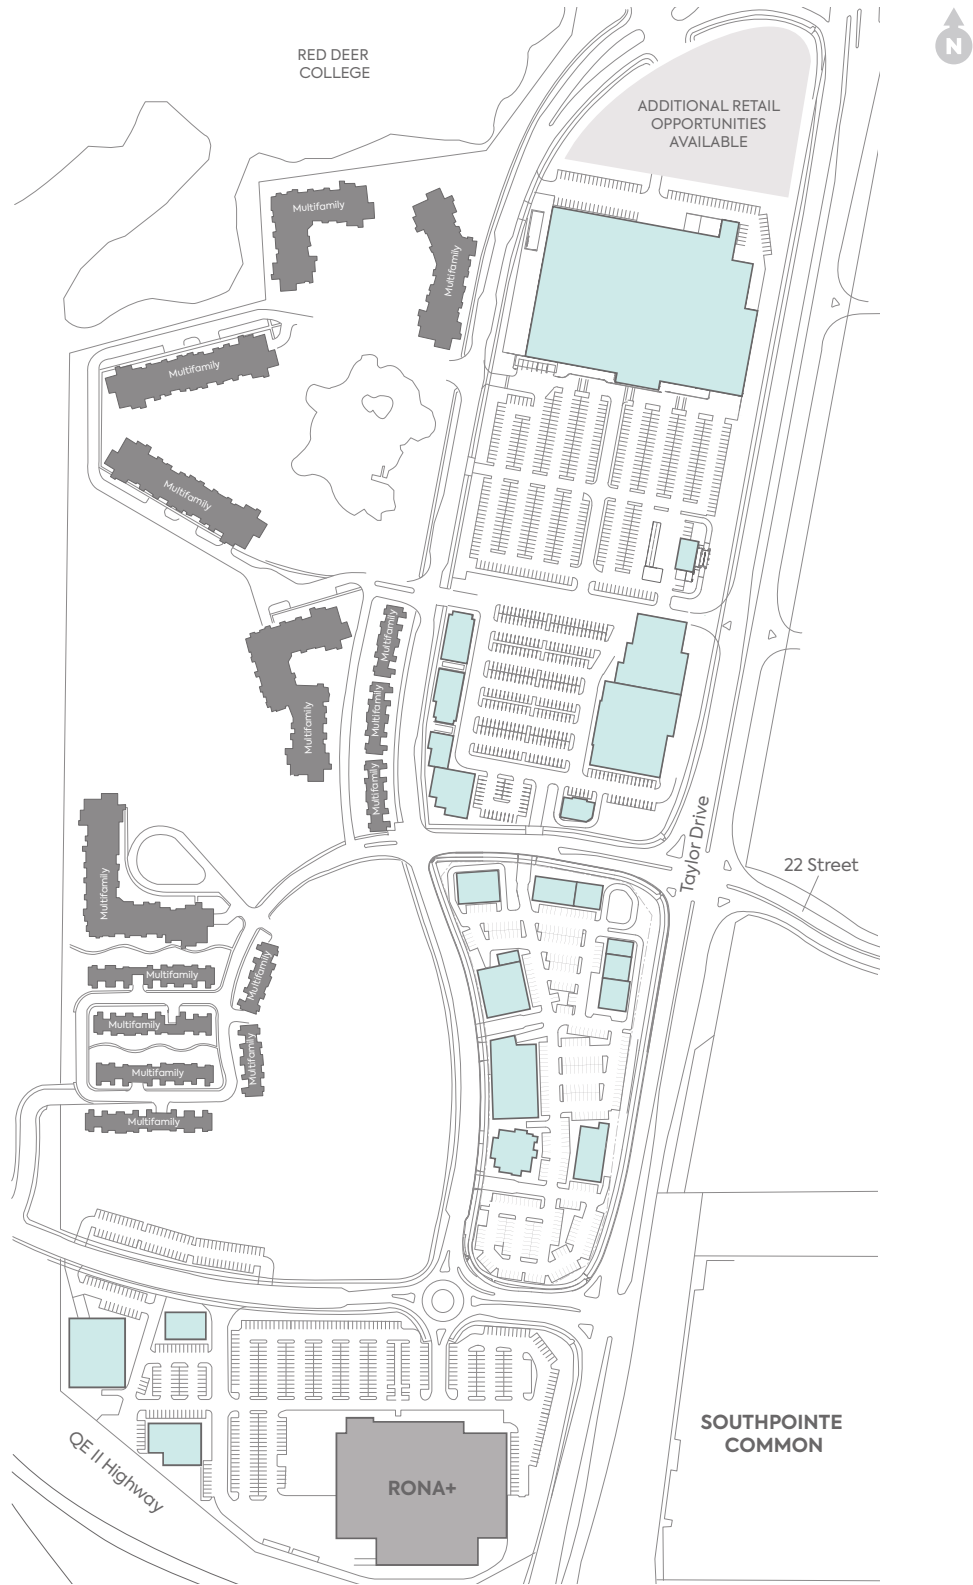 N
RED DEER
COLLEGE
ADDITIONAL RETAIL
OPPORTUNITIES
AVAILABLE
Multifamily
Multifamily
Multifamily
Multifamily
Multifamily
Multifamily
Multifamily
Multifamily
Taylor Drive
22 Street
Multifamily
Multifamily
Multifamily
Multifamily
Multifamily
Multifamily
Multifamily
SOUTHPOINTE
COMMON
QE II Highway
RONA+